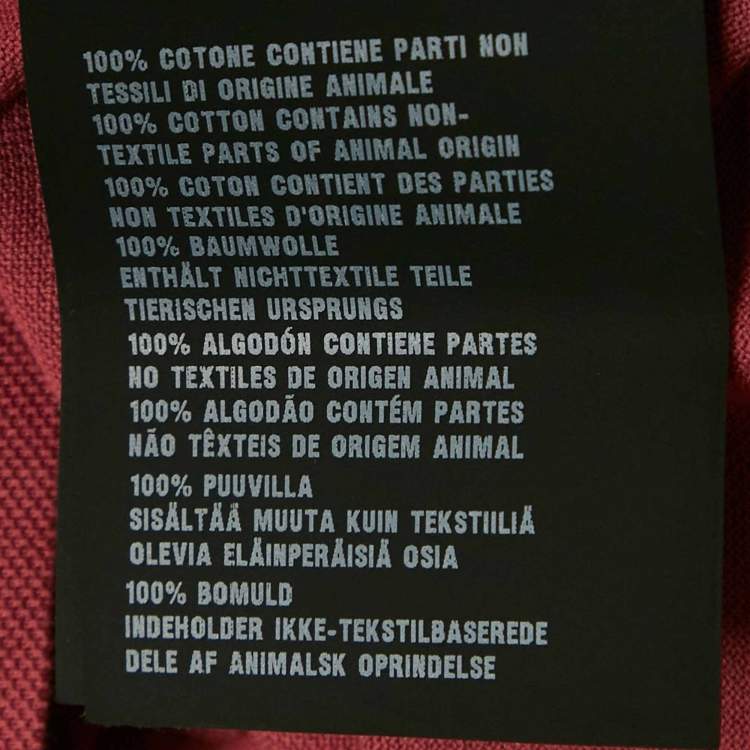 100% COTONE CONTIENE PARTI NON
TESSILI DI ORIGINE ANIMALE
100% COTTON CONTAINS NON-
TEXTILE PARTS OF ANIMAL ORIGIN
100% COTON CONTIENT DES PARTIES
NON TEXTILES D'ORIGINE ANIMALE
100% BAUMWOLLE
ENTHÄLT NICHTTEXTILE TEILE
TIERISCHEN URSPRUNGS
100% ALGODÓN CONTIENE PARTES
NO TEXTILES DE ORIGEN ANIMAL
100% ALGODÃO CONTÉM PARTES
NÃO TÊXTEIS DE ORIGEM ANIMAL
100% PUUVILLA
SISÄLTÄÄ MUUTA KUIN TEKSTIILIÄ
OLEVIA ELÄINPERÄISIÄ OSIA
100% BOMULD
INDEHOLDER IKKE-TEKSTILBASEREDE
DELE AF ANIMALSK OPRINDELSE